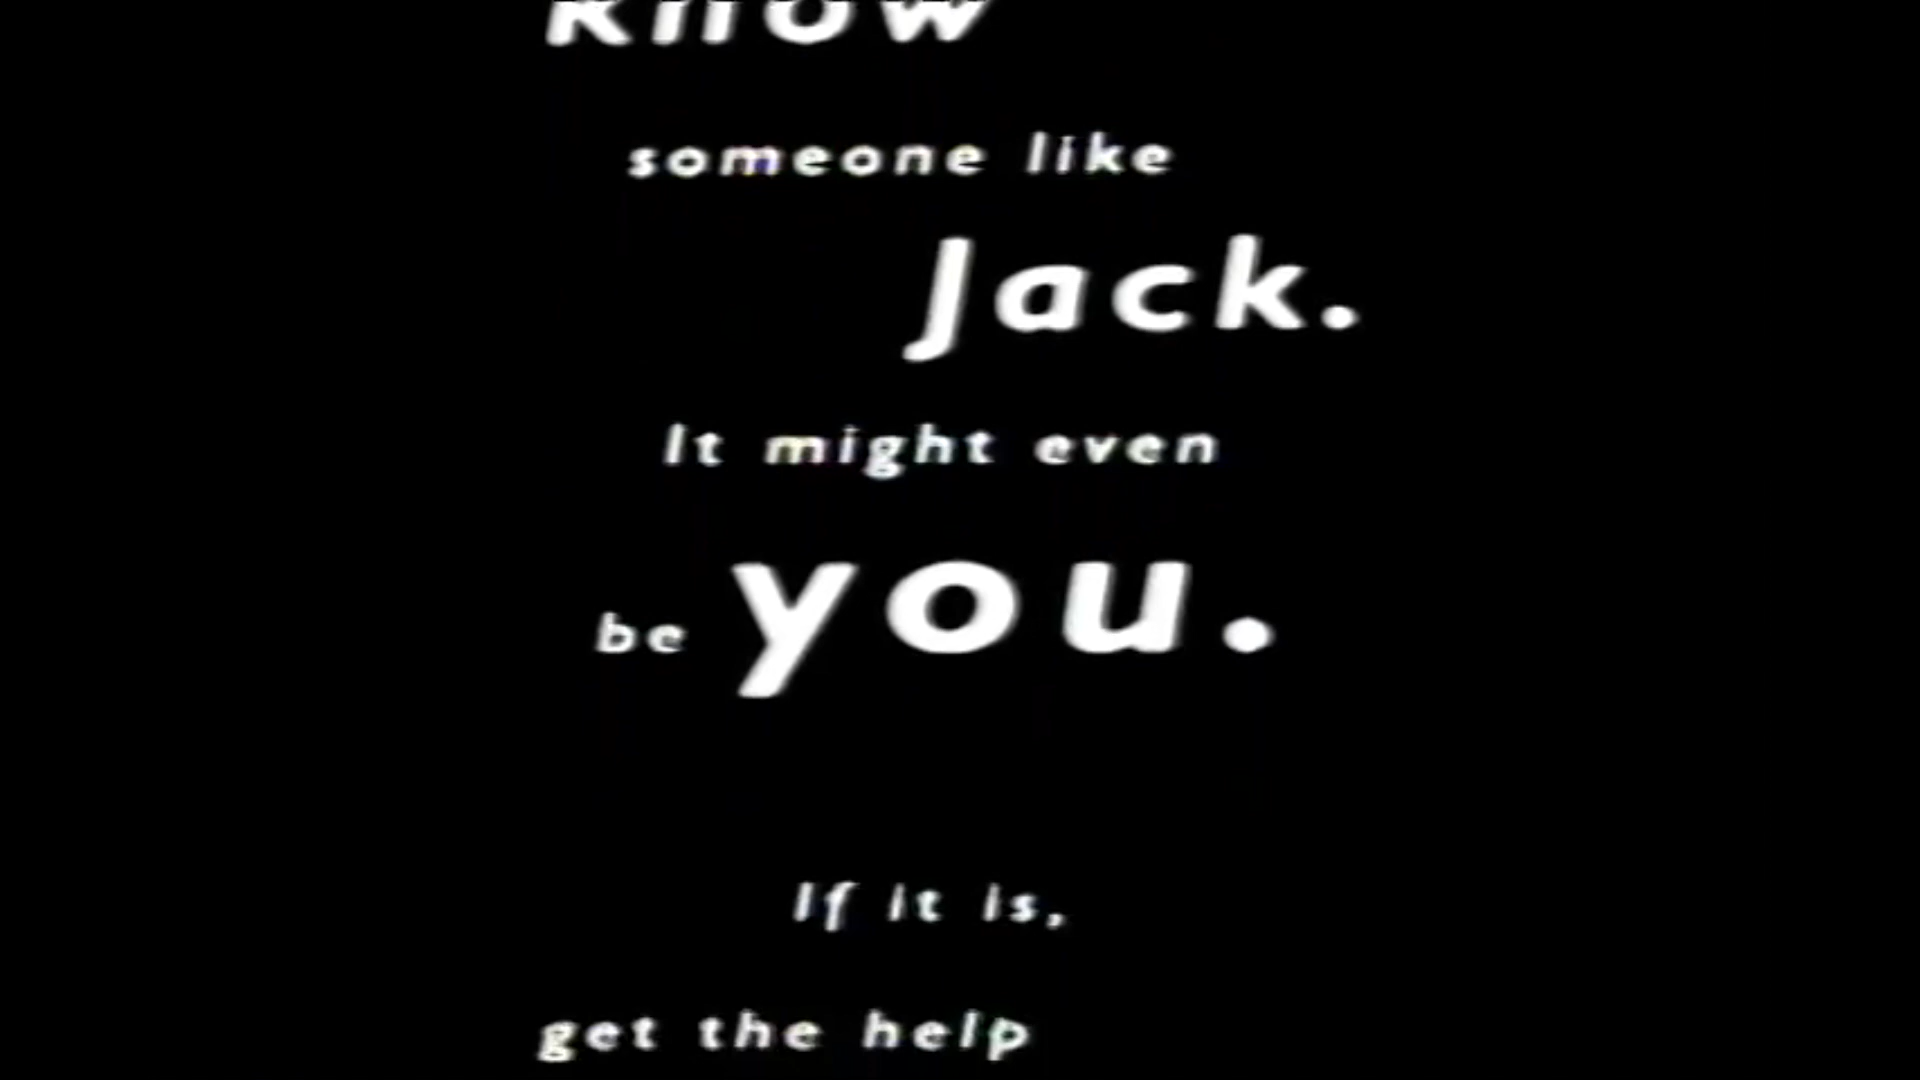 know
someone like
Jack.
It might even
be you.
If it is,
get the help